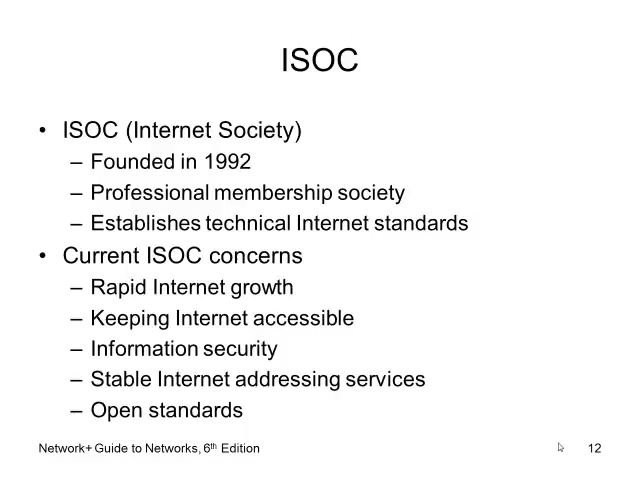 ISOC
• ISOC (Internet Society)
– Founded in 1992
– Professional membership society
– Establishes technical Internet standards
• Current ISOC concerns
– Rapid Internet growth
– Keeping Internet accessible
– Information security
– Stable Internet addressing services
– Open standards
Network+ Guide to Networks, 6th Edition 12